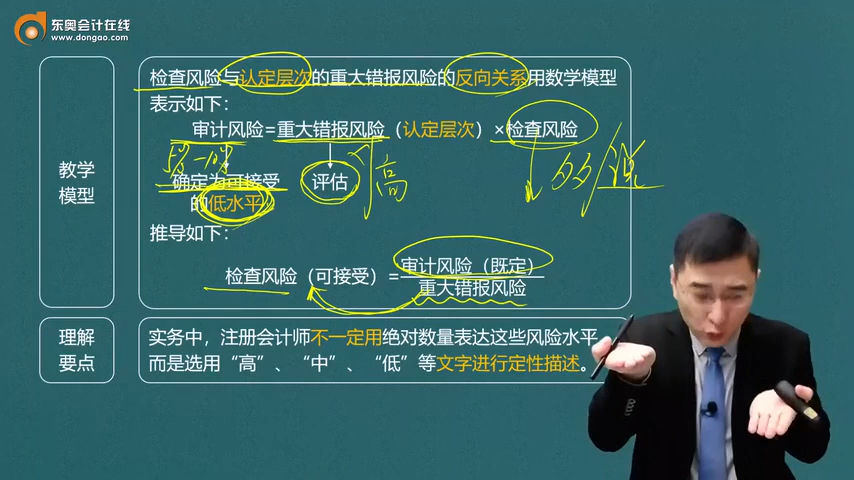 东奥会计在线
www.dongao.com
检查风险与认定层次的重大错报风险的反向关系用数学模型
表示如下：
审计风险=重大错报风险（认定层次）×检查风险
5%-10%
高
确定为可接受
的低水平
评估
推导如下：
检查风险（可接受）=审计风险（既定）
重大错报风险
教学
模型
理解
要点
实务中，注册会计师不一定用绝对数量表达这些风险水平，
而是选用“高”、“中”、“低”等文字进行定性描述。